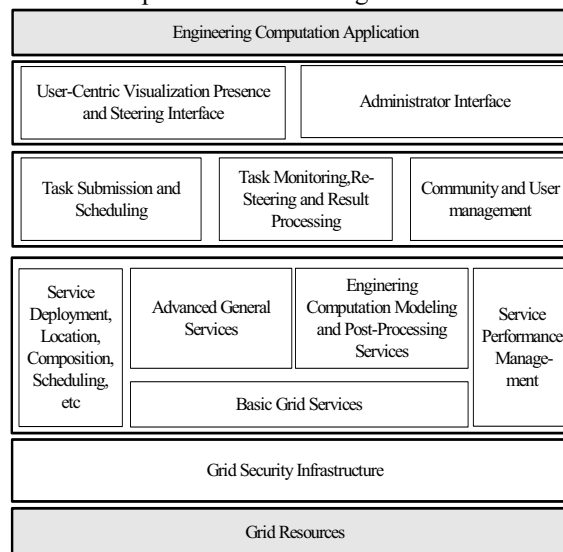 Engineering Computation Application
User-Centric Visualization Presence
and Steering Interface
Administrator Interface
Task Submission and
Scheduling
Task Monitoring,Re-
Steering and Result
Processing
Community and User
management
Service
Deployment,
Location,
Composition,
Scheduling,
etc
Advanced General
Services
Enginering
Computation Modeling
and Post-Processing
Services
Service
Performance
Manage-
ment
Basic Grid Services
Grid Security Infrastructure
Grid Resources